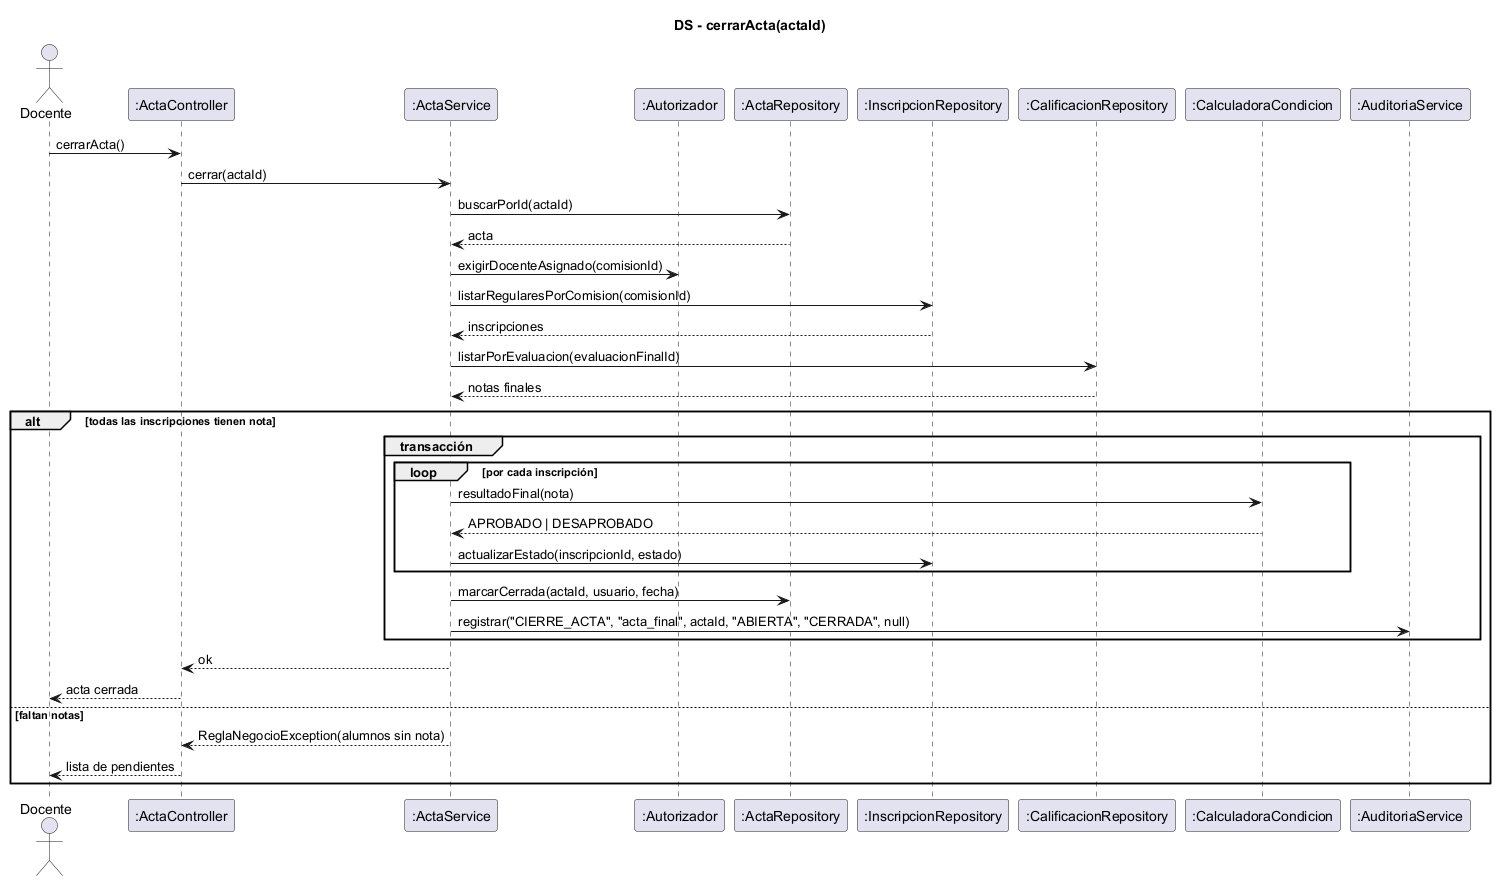 DS - cerrarActa(actaId)
Docente
:ActaController
:ActaService
:Autorizador
:ActaRepository
:InscripcionRepository
:CalificacionRepository
:CalculadoraCondicion
:AuditoriaService
cerrarActa()
cerrar(actaId)
buscarPorId(actaId)
acta
exigirDocenteAsignado(comisionId)
listarRegularesPorComision(comisionId)
inscripciones
listarPorEvaluacion(evaluacionFinalId)
notas finales
alt [todas las inscripciones tienen nota]
transacción
loop [por cada inscripción]
resultadoFinal(nota)
APROBADO | DESAPROBADO
actualizarEstado(inscripcionId, estado)
marcarCerrada(actaId, usuario, fecha)
registrar("CIERRE_ACTA", "acta_final", actaId, "ABIERTA", "CERRADA", null)
ok
acta cerrada
[faltan notas]
ReglaNegocioException(alumnos sin nota)
lista de pendientes
Docente
:ActaController
:ActaService
:Autorizador
:ActaRepository
:InscripcionRepository
:CalificacionRepository
:CalculadoraCondicion
:AuditoriaService